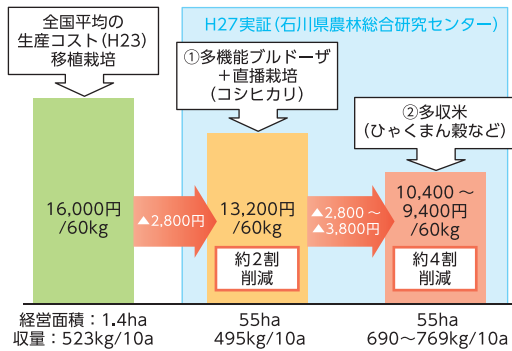 全国平均の
生産コスト(H23)
移植栽培
H27実証(石川県農林総合研究センター)
①多機能ブルドーザ
＋直播栽培
(コシヒカリ)
②多収米
(ひゃくまん穀など)
16,000円
/60kg
▲2,800円
13,200円
/60kg
約2割
削減
▲2,800～
▲3,800円
10,400～
9,400円
/60kg
約4割
削減
経営面積：1.4ha
収量：523kg/10a
55ha
495kg/10a
55ha
690～769kg/10a